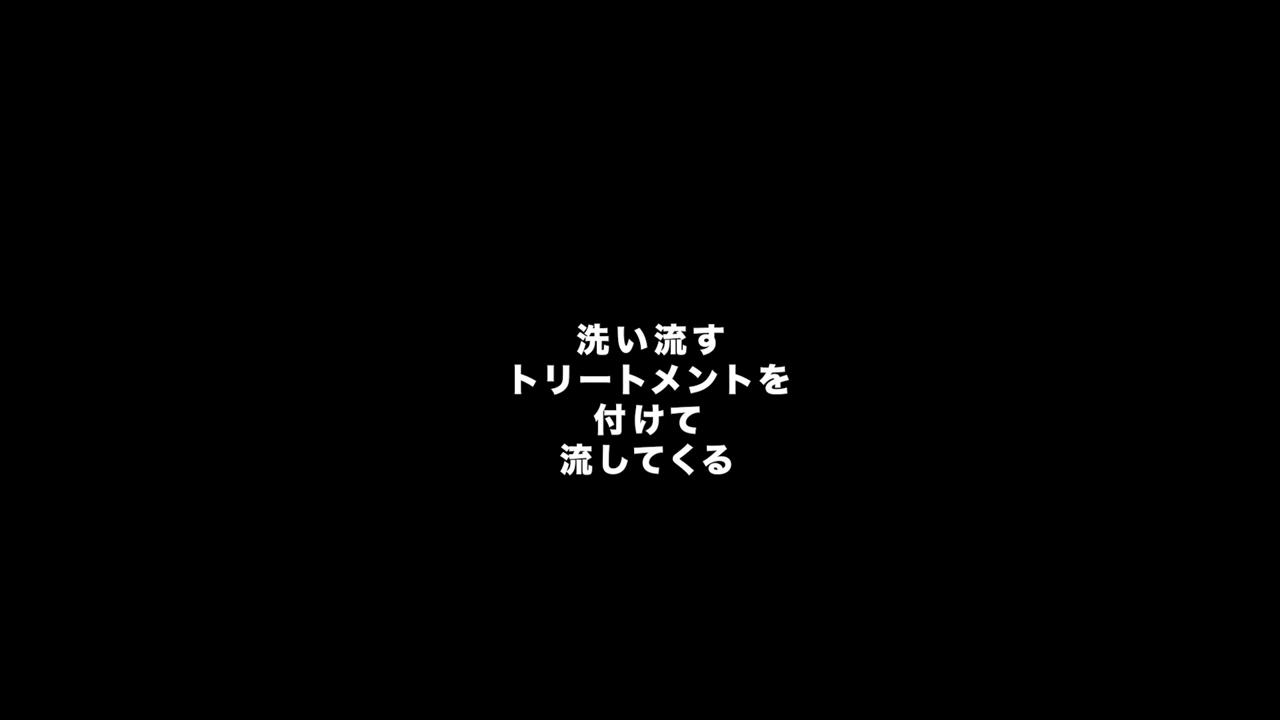 洗い流す
トリートメントを
付けて
流してくる